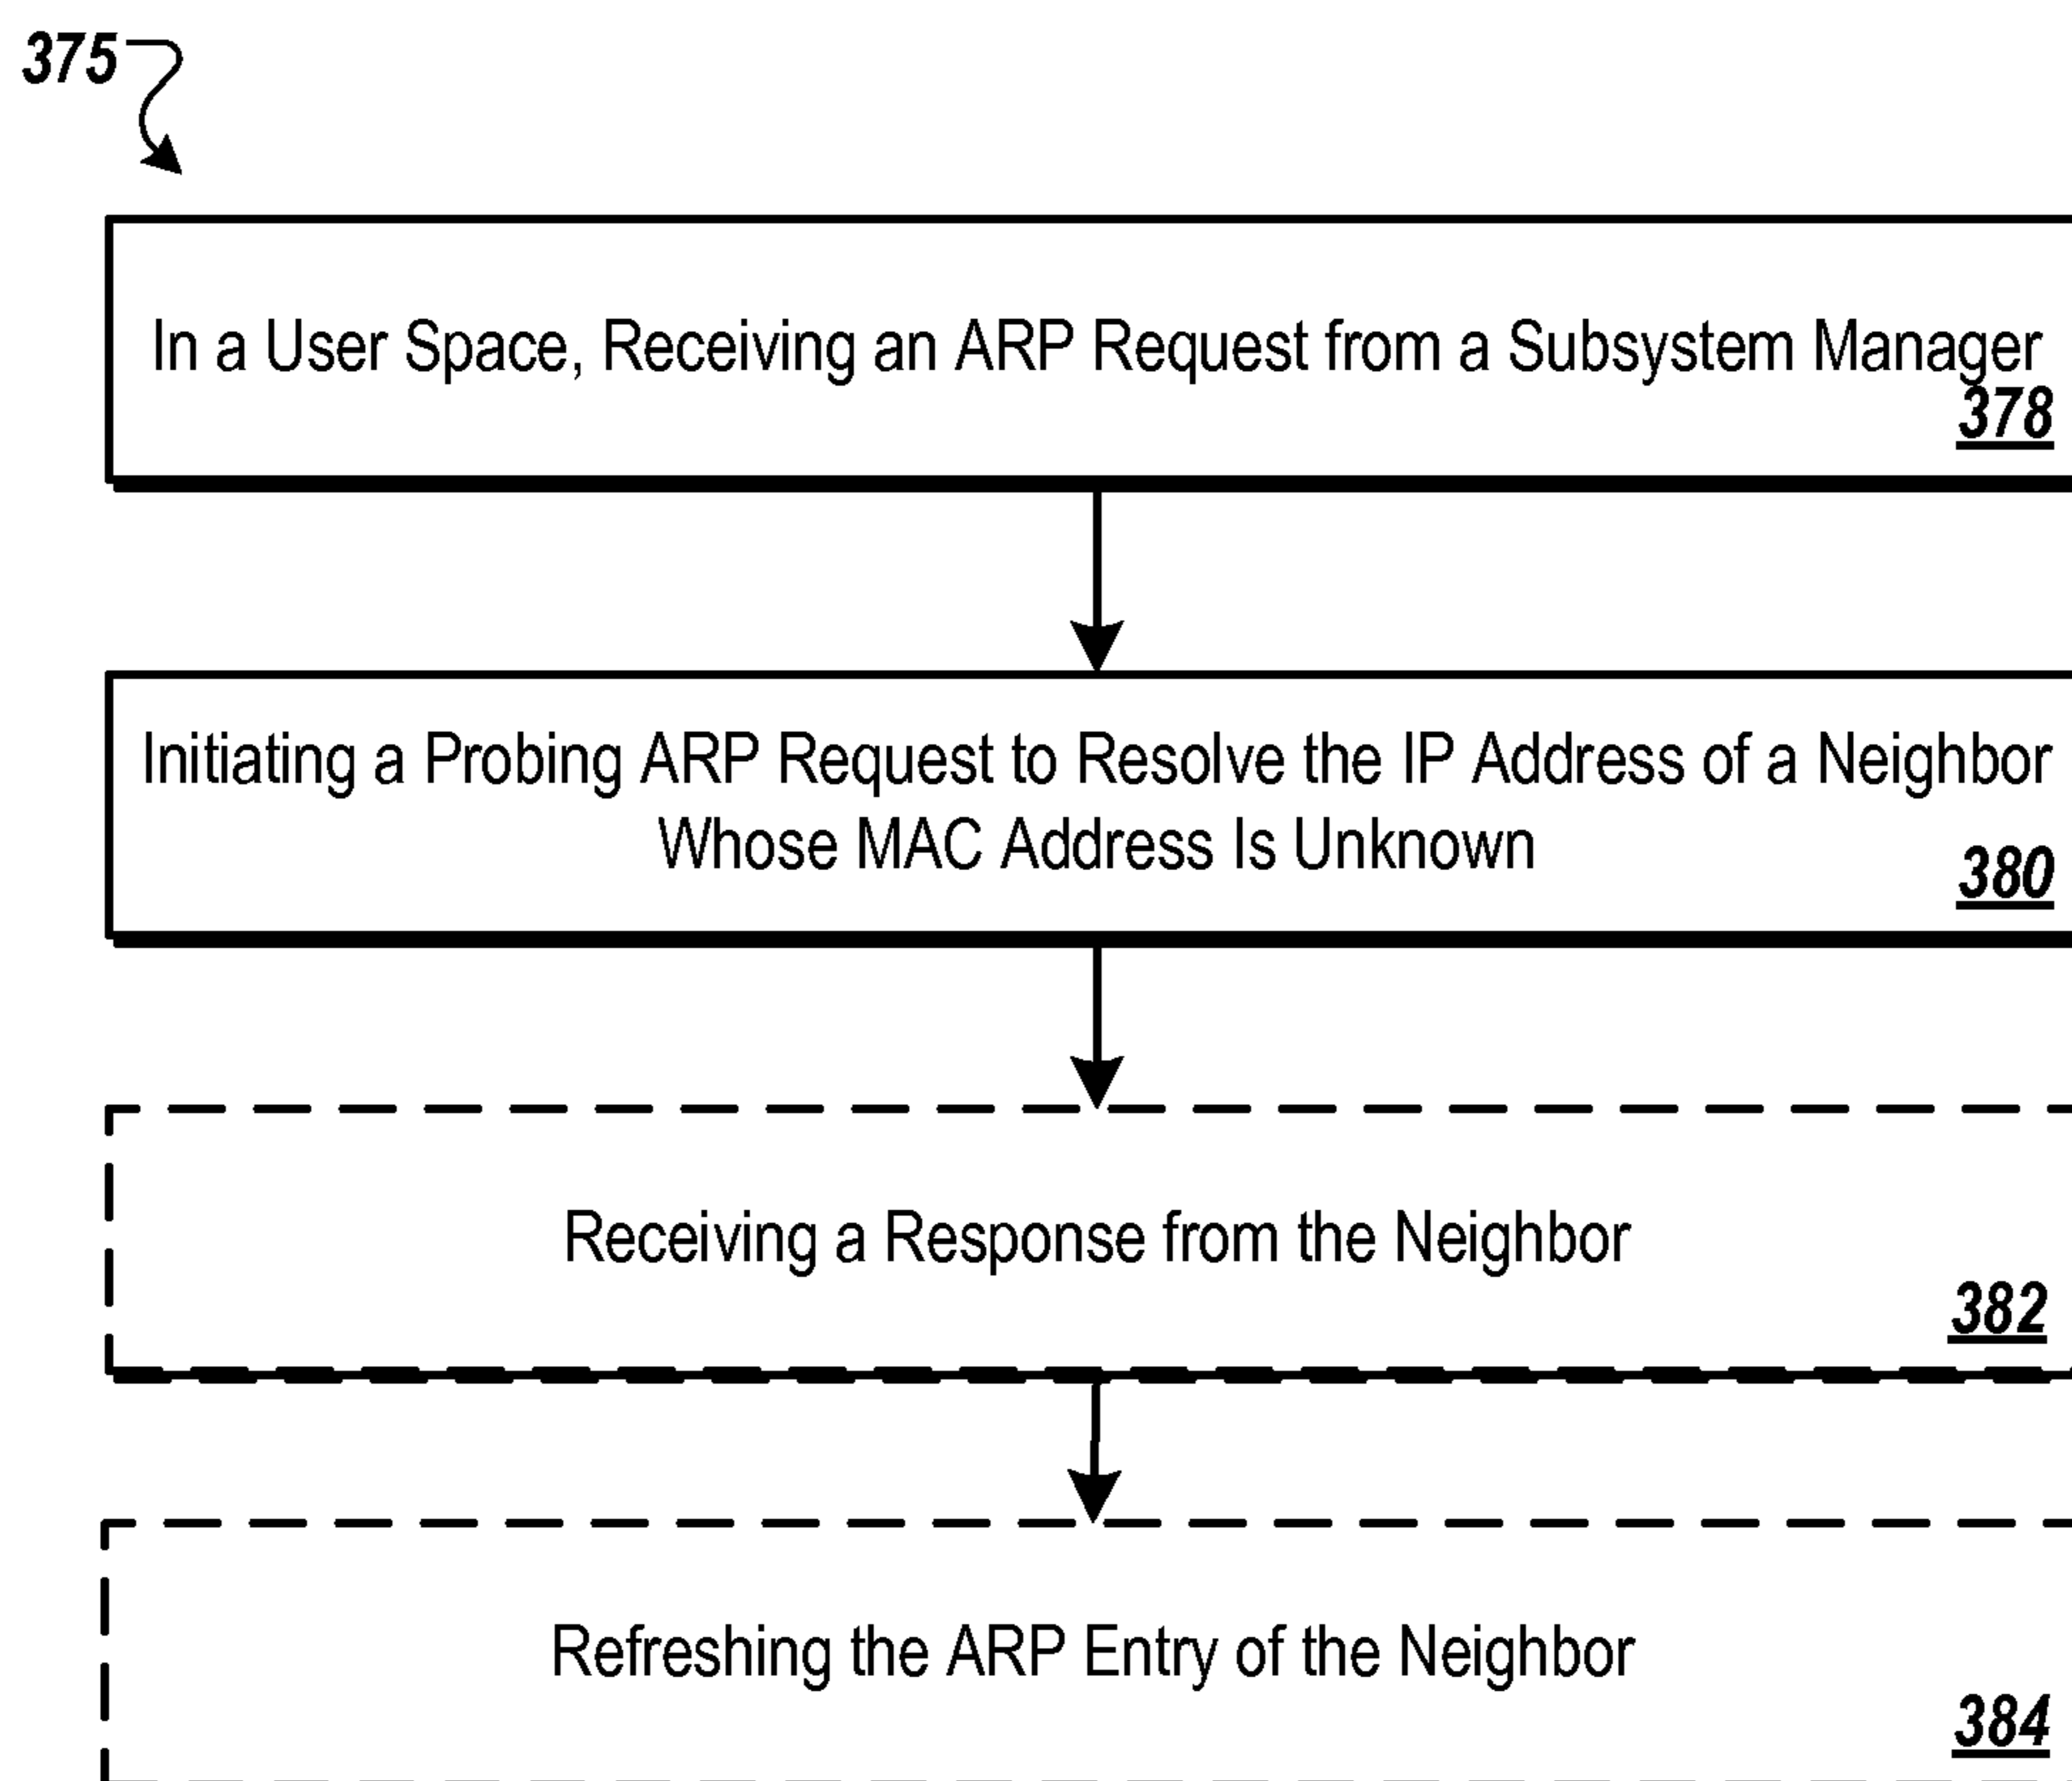 375
In a User Space, Receiving an ARP Request from a Subsystem Manager
378
Initiating a Probing ARP Request to Resolve the IP Address of a Neighbor
Whose MAC Address Is Unknown
380
Receiving a Response from the Neighbor
382
Refreshing the ARP Entry of the Neighbor
384